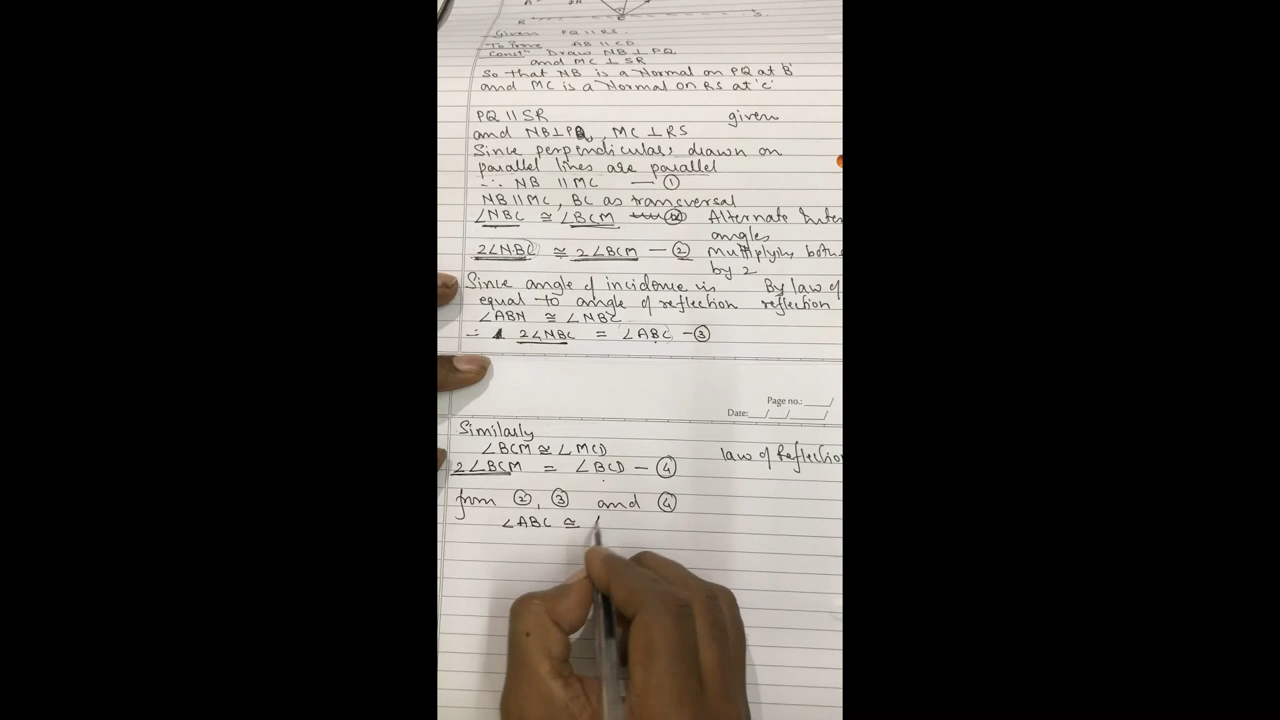 R S
Given PQ || RS.
To Prove AB || CD
Constⁿ Draw NB ⊥ PQ
and MC ⊥ SR
So that NB is a Normal on PQ at 'B'
and MC is a Normal on RS at 'C'
PQ || SR given
and NB⊥PQ, MC ⊥ RS
Since perpendiculars drawn on
parallel lines are parallel
∴ NB || MC — ①
NB || MC, BC as transversal
∠NBC ≅ ∠BCM Alternate Inter
angles
2∠NBC ≅ 2∠BCM — ② multiplying both
by 2
Since angle of incidence is By law of
equal to angle of reflection reflection
∠ABN ≅ ∠NBC
∴ 2∠NBC = ∠ABC — ③
Page no.: ___/
Date: __/__/____/
Similarly
∠BCM ≅ ∠MCD law of Reflection
2∠BCM = ∠BCD — ④
from ②, ③ and ④
∠ABC ≅